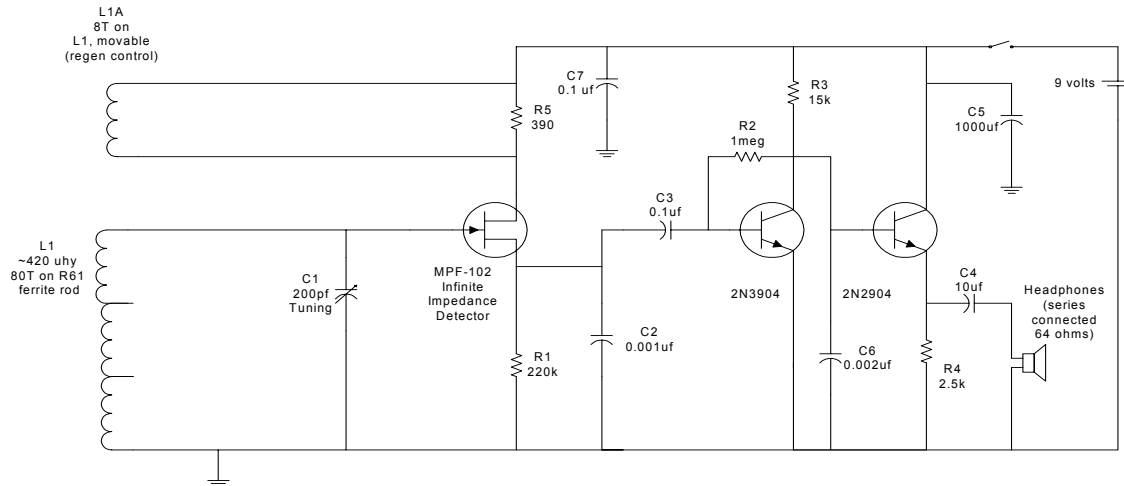 L1A
8T on
L1, movable
(regen control)
C7
0.1 uf
R5
390
R3
15k
9 volts
C5
1000uf
R2
1meg
C3
0.1uf
L1
~420 uhy
80T on R61
ferrite rod
C1
200pf
Tuning
MPF-102
Infinite
Impedance
Detector
2N3904
2N2904
C4
10uf
Headphones
(series
connected
64 ohms)
C2
0.001uf
R1
220k
C6
0.002uf
R4
2.5k